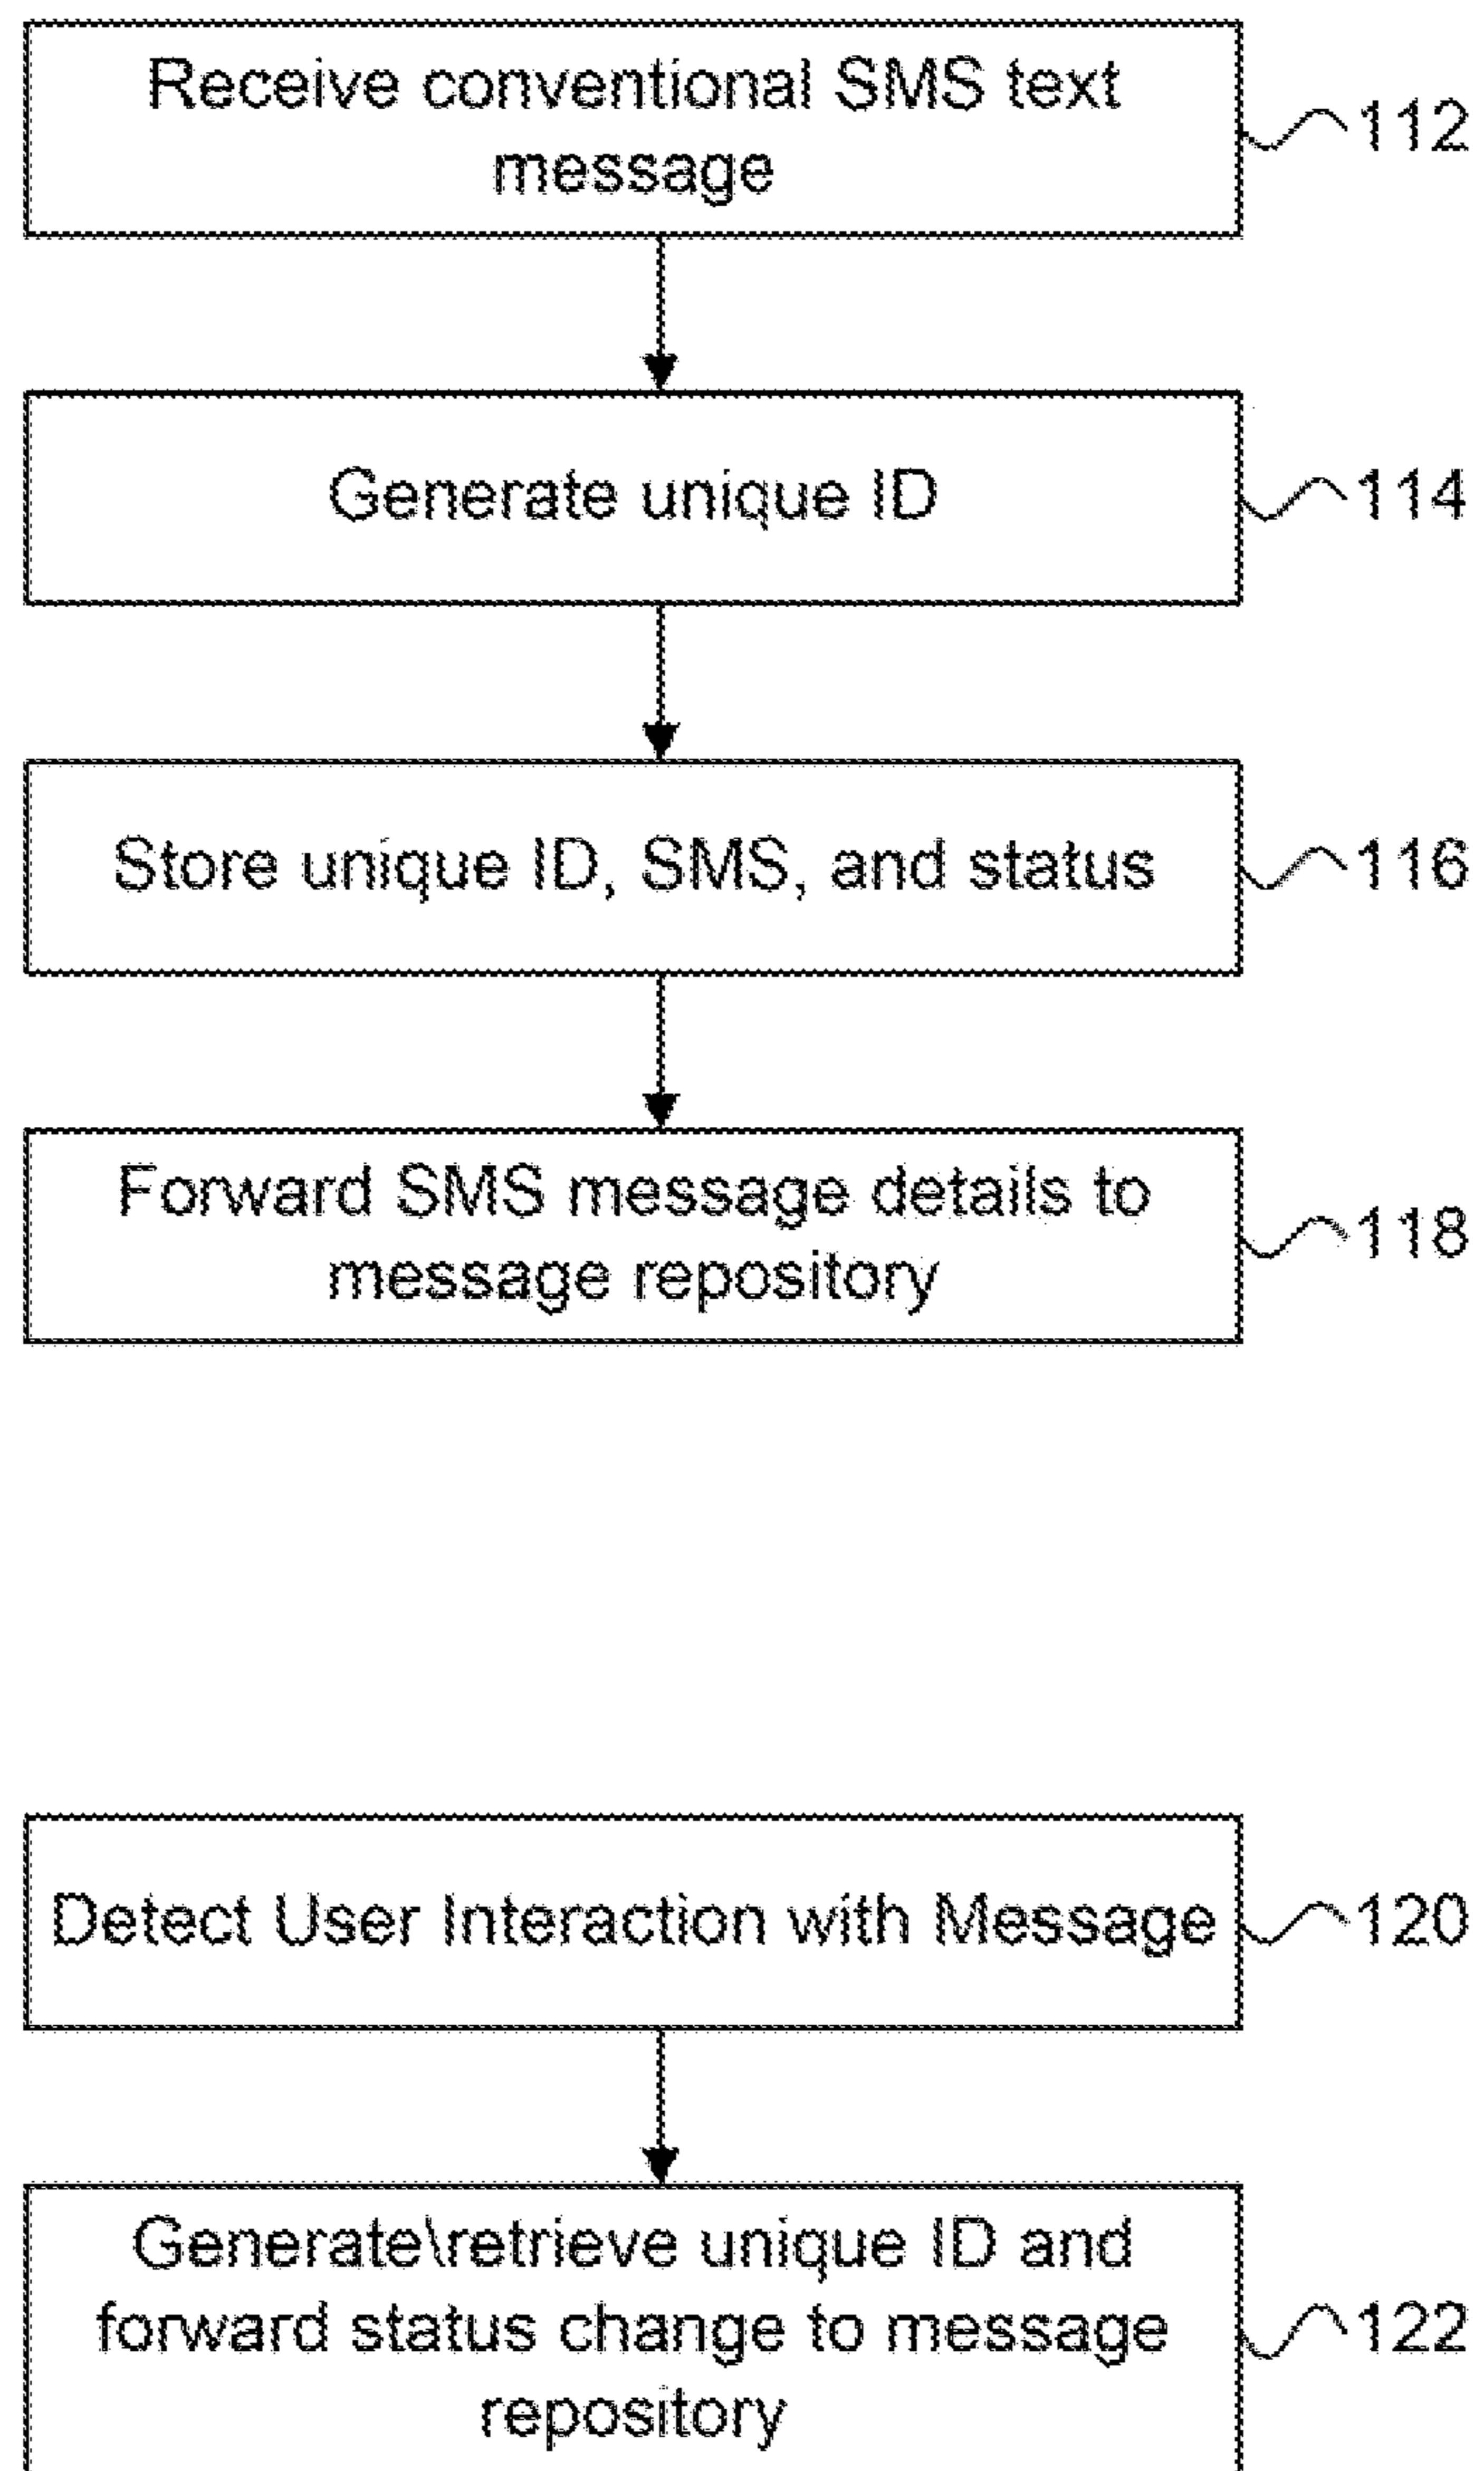 Receive conventional SMS text
message
112
Generate unique ID
114
Store unique ID, SMS, and status
116
Forward SMS message details to
message repository
118
Detect User Interaction with Message
120
Generate\retrieve unique ID and
forward status change to message
repository
122